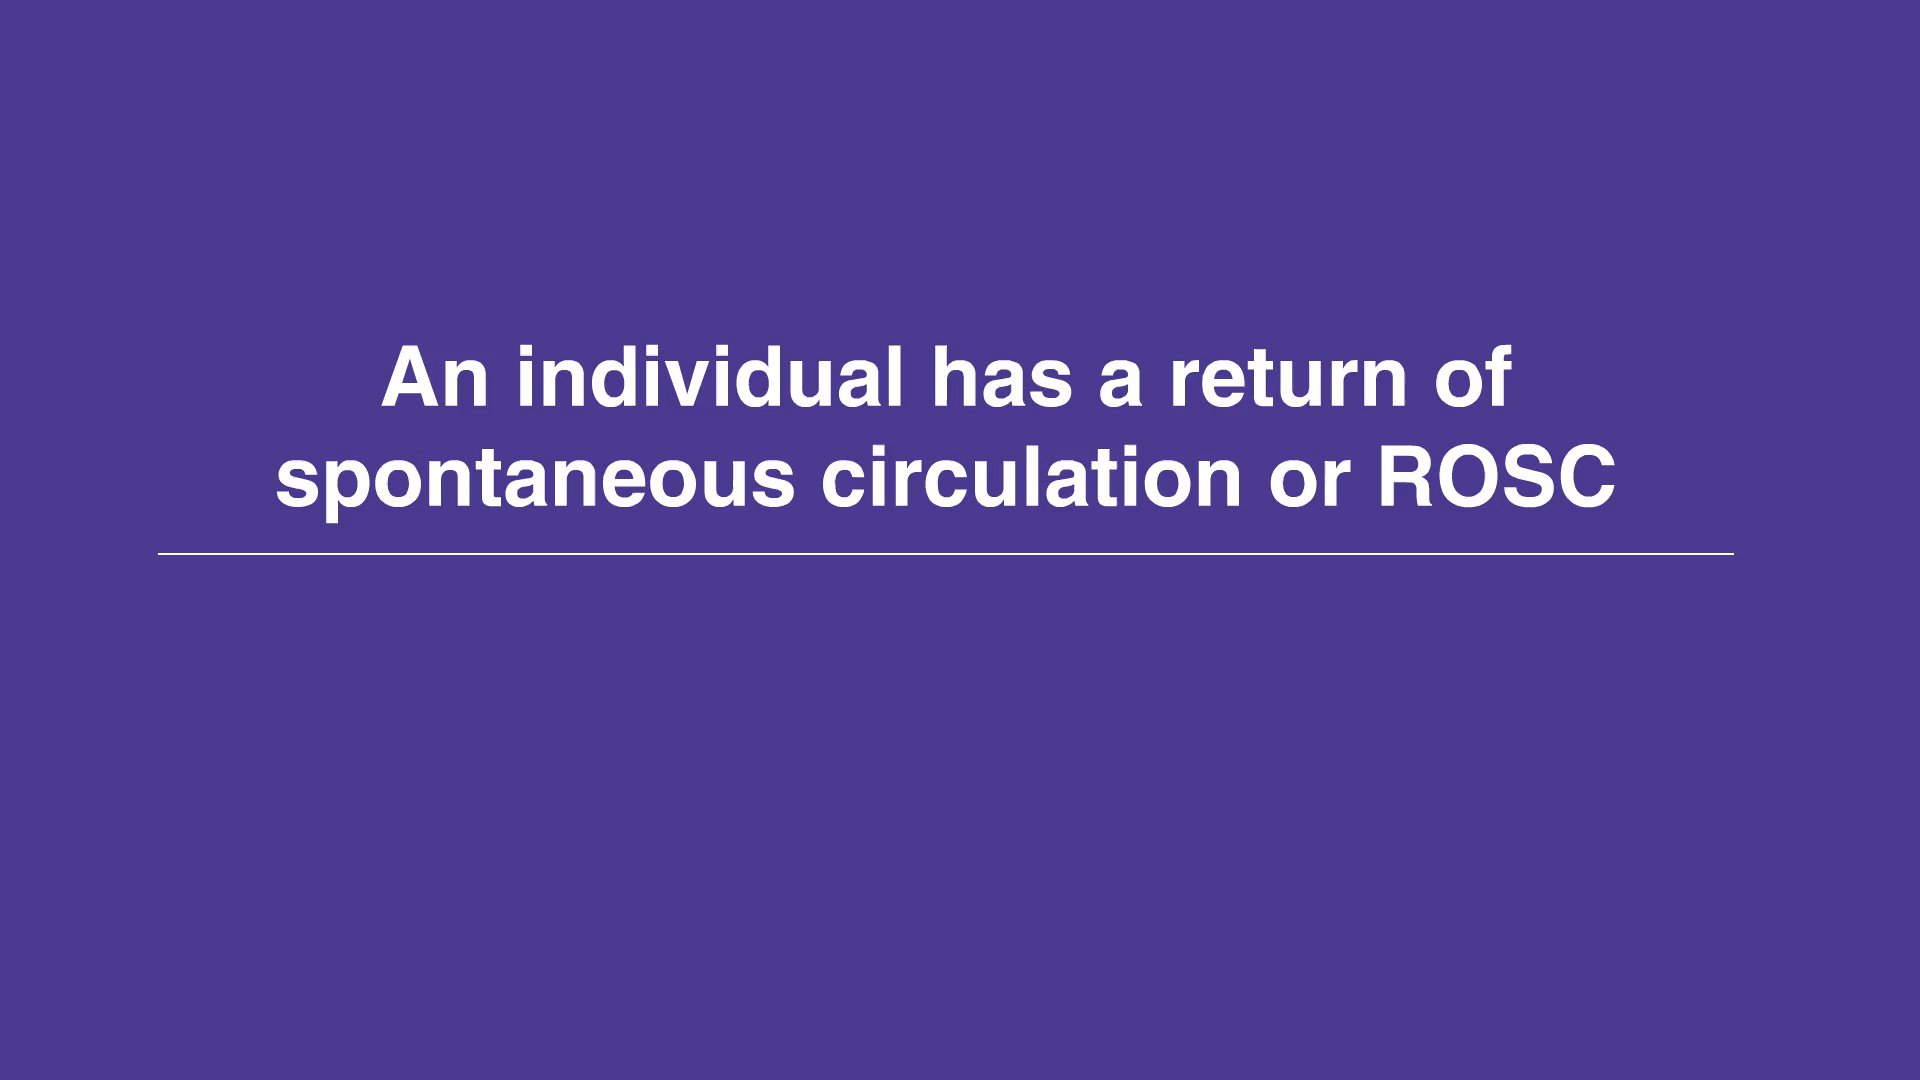 An individual has a return of
spontaneous circulation or ROSC